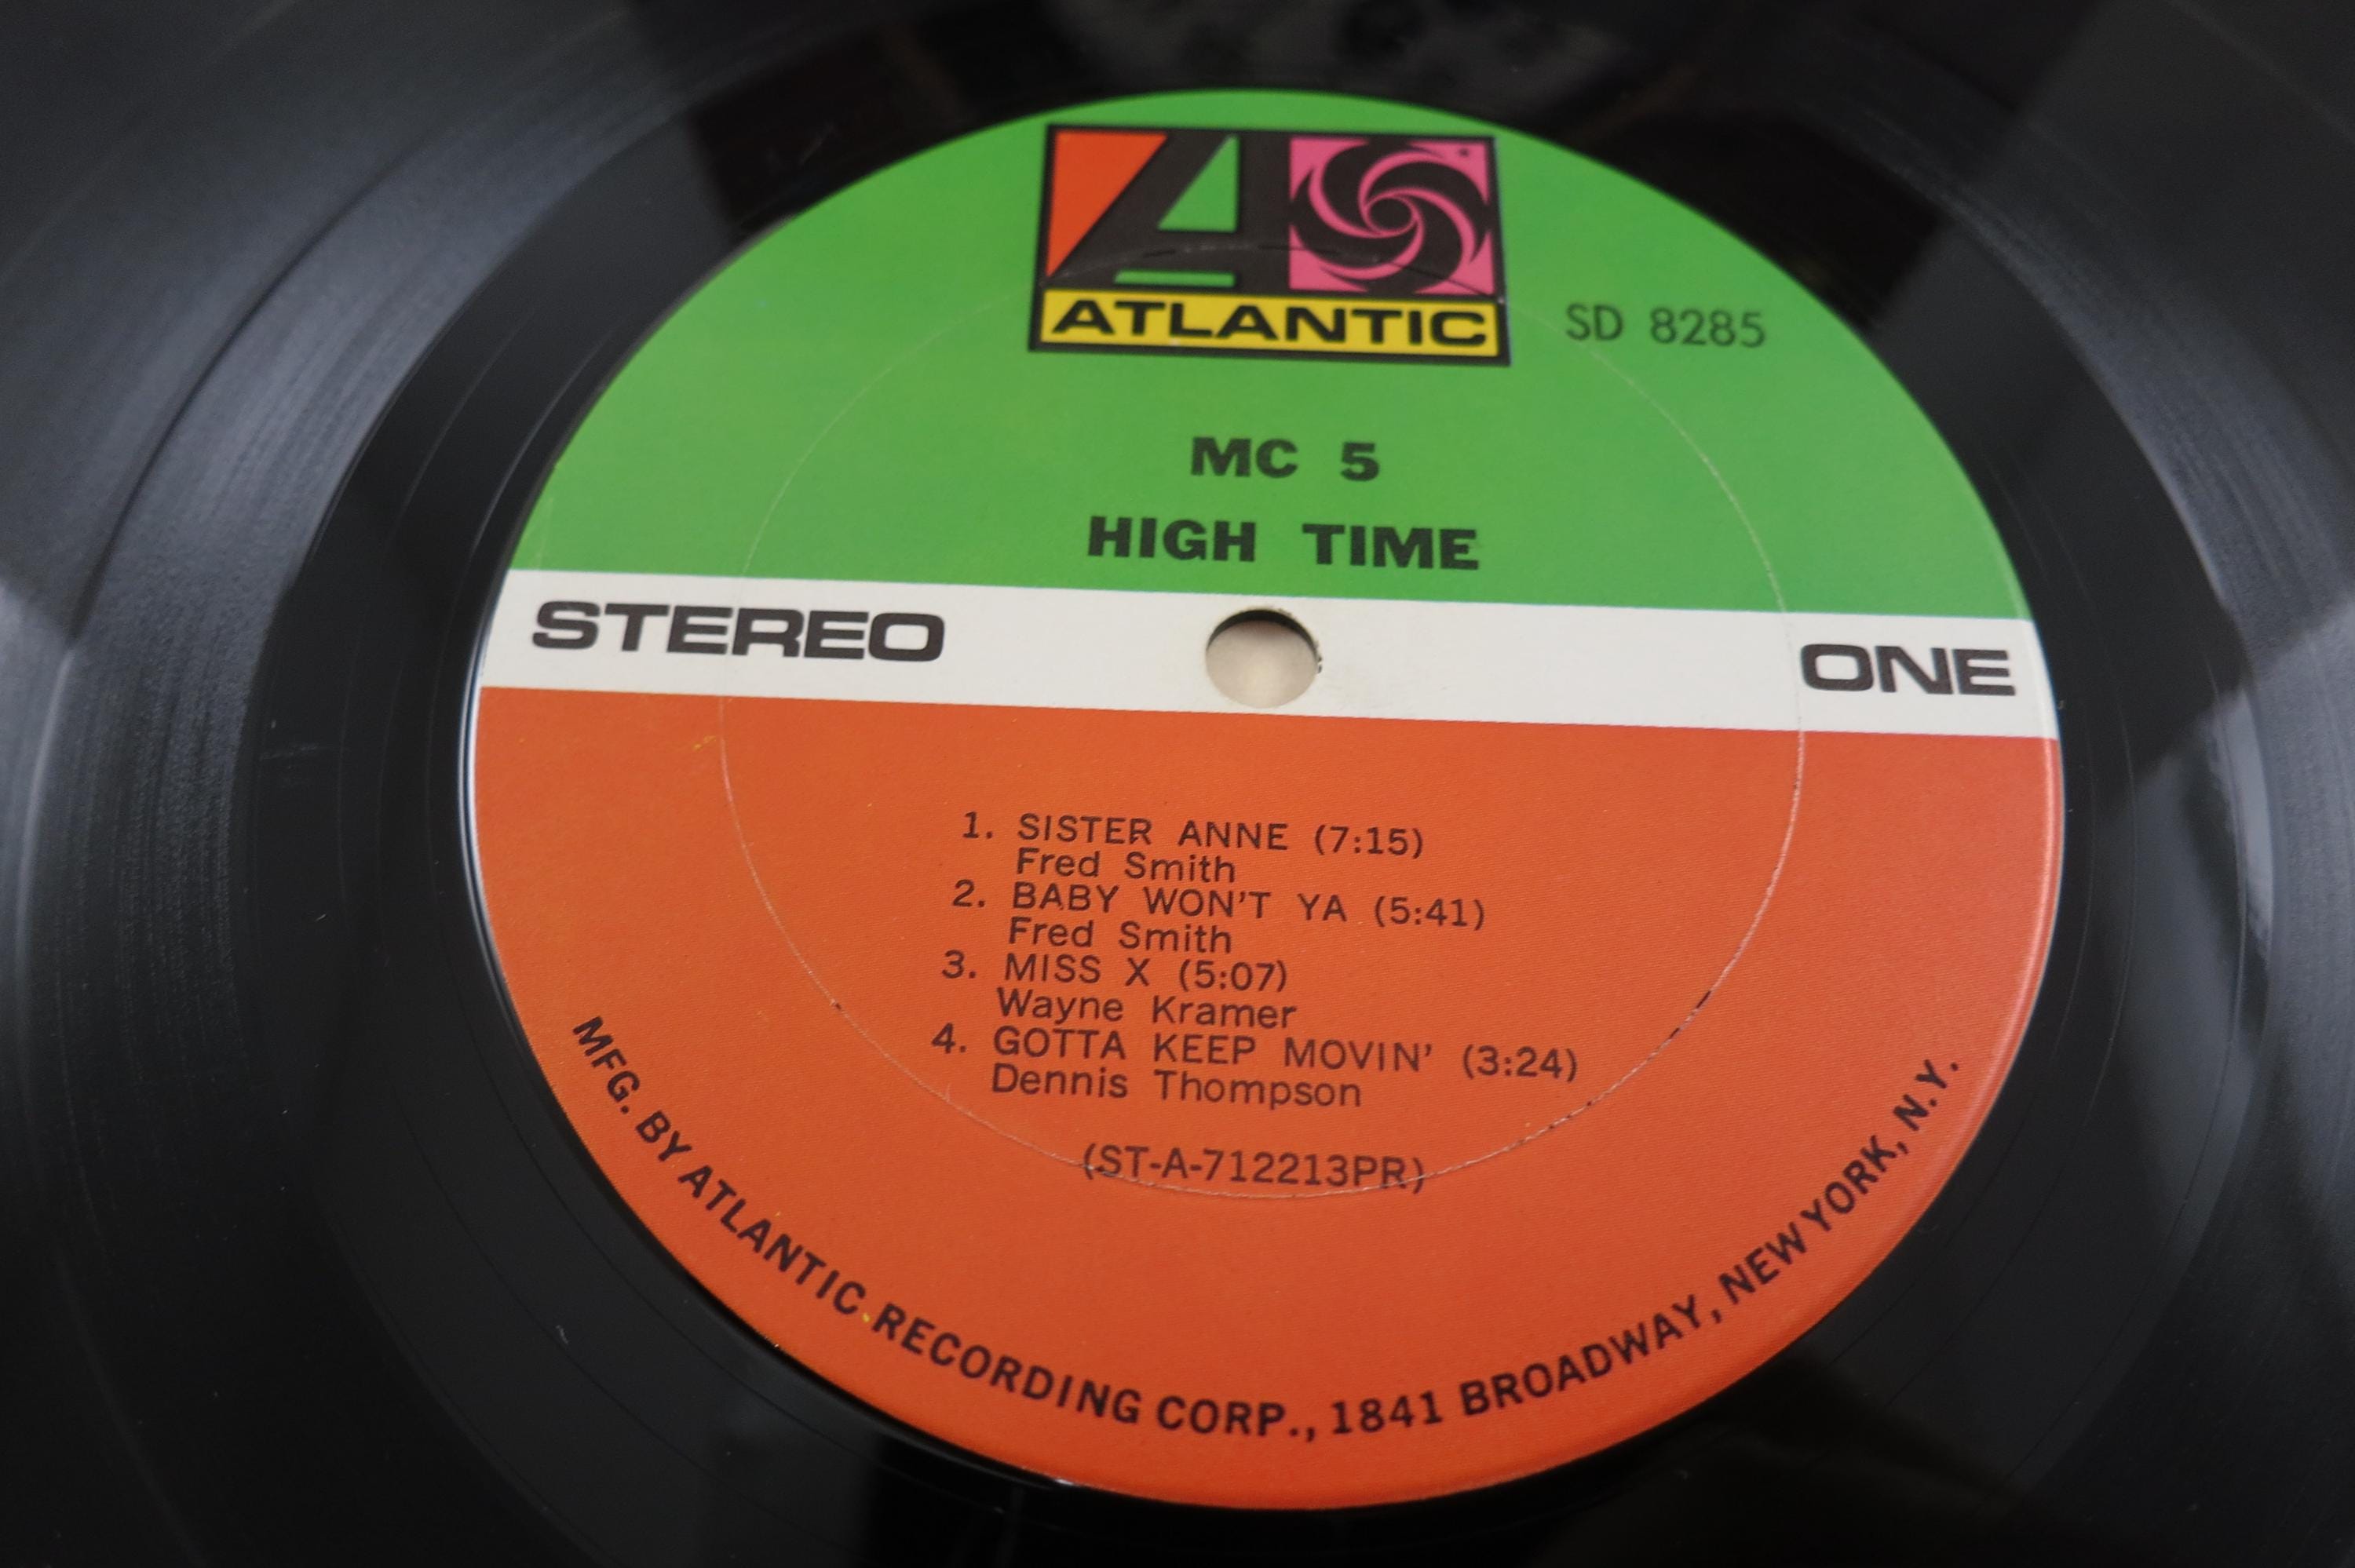 ATLANTIC
SD 8285
MC 5
HIGH TIME
STEREO
ONE
1. SISTER ANNE (7:15)
Fred Smith
2. BABY WON'T YA (5:41)
Fred Smith
3. MISS X (5:07)
Wayne Kramer
4. GOTTA KEEP MOVIN' (3:24)
Dennis Thompson
(ST-A-712213PR)
MFG. BY ATLANTIC RECORDING CORP., 1841 BROADWAY, NEW YORK, N.Y.